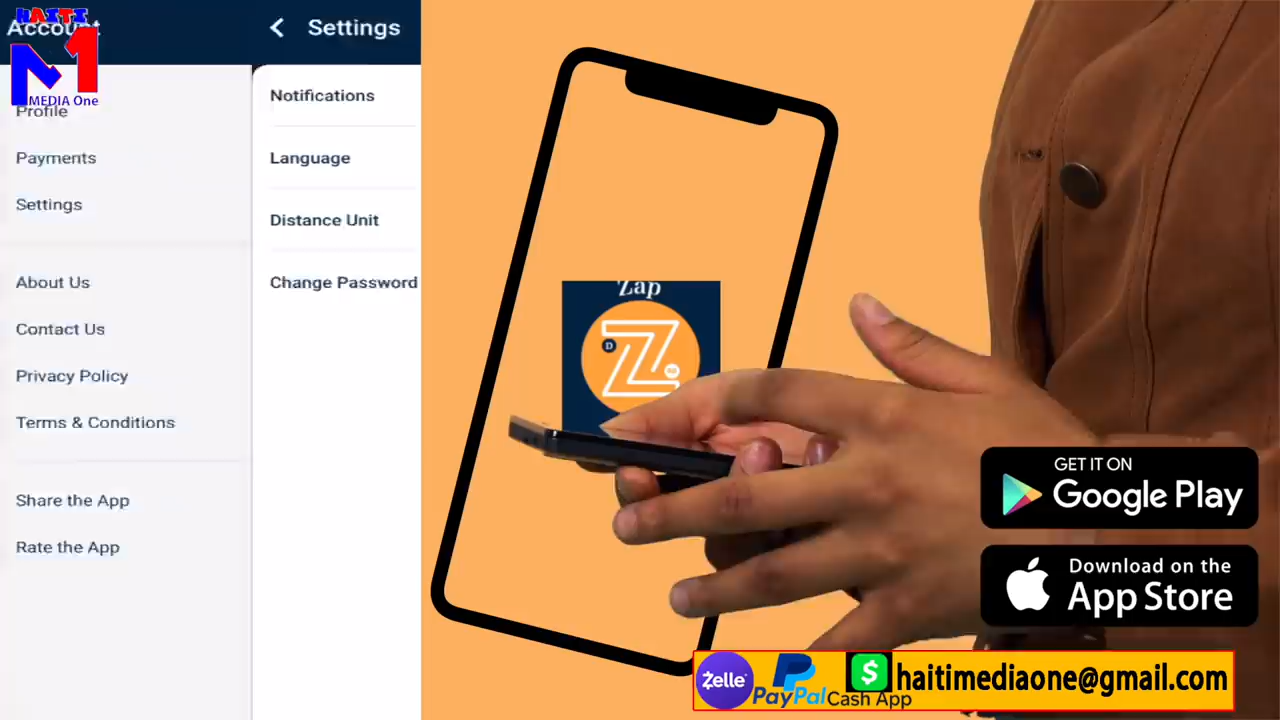 HAITI
M1
MEDIA One
Account
Profile
Payments
Settings
About Us
Contact Us
Privacy Policy
Terms & Conditions
Share the App
Rate the App
Settings
Notifications
Language
Distance Unit
Change Password
Zap
D
Z
GET IT ON
Google Play
Download on the
App Store
Zelle
PayPal
$
Cash App
haitimediaone@gmail.com